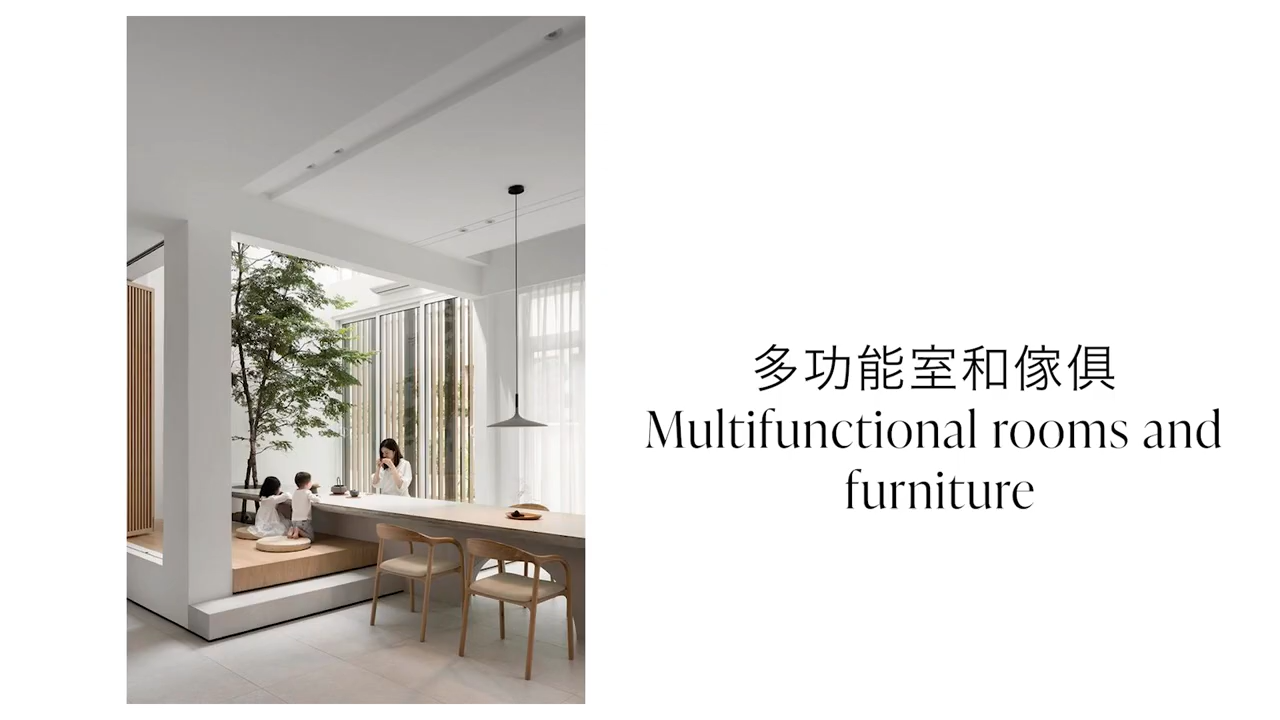 多功能室和傢俱
Multifunctional rooms and
furniture